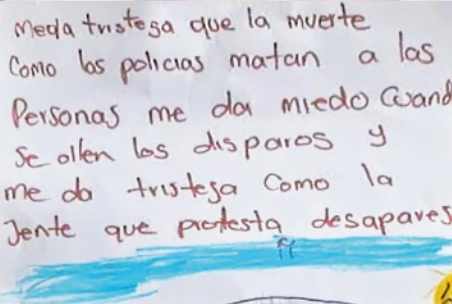 Meda tristesa que la muerte
Como los policias matan a las
Personas me da miedo Cuand
Se ollen los disparos y
me da tristesa Como la
Jente que protesta desapares